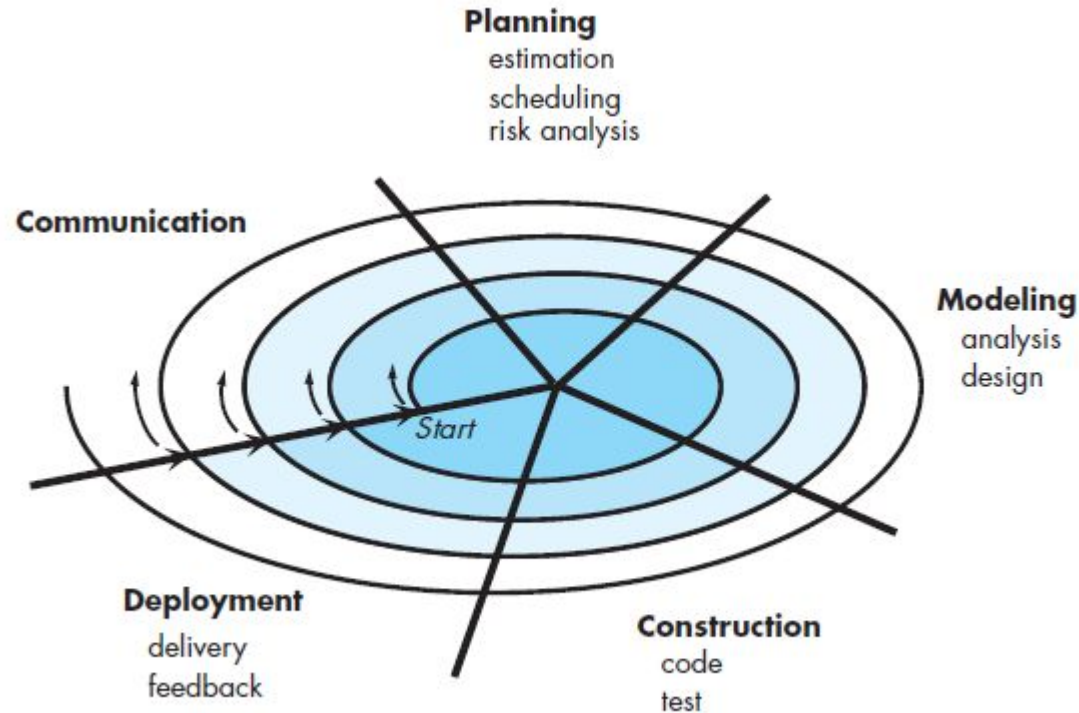 Planning
estimation
scheduling
risk analysis
Communication
Modeling
analysis
design
Start
Deployment
delivery
feedback
Construction
code
test